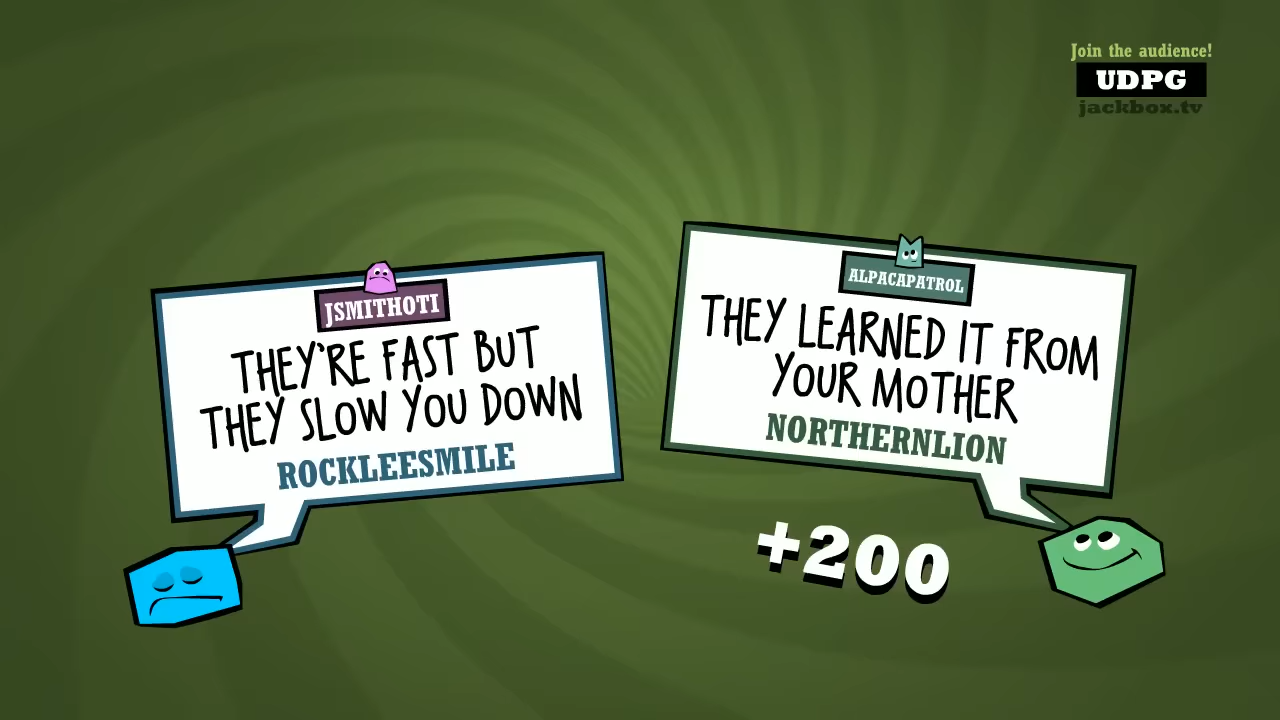 Join the audience!
UDPG
jackbox.tv
JSMITHOTI
THEY'RE FAST BUT
THEY SLOW YOU DOWN
ROCKLEESMILE
ALPACAPATROL
THEY LEARNED IT FROM
YOUR MOTHER
NORTHERNLION
+200